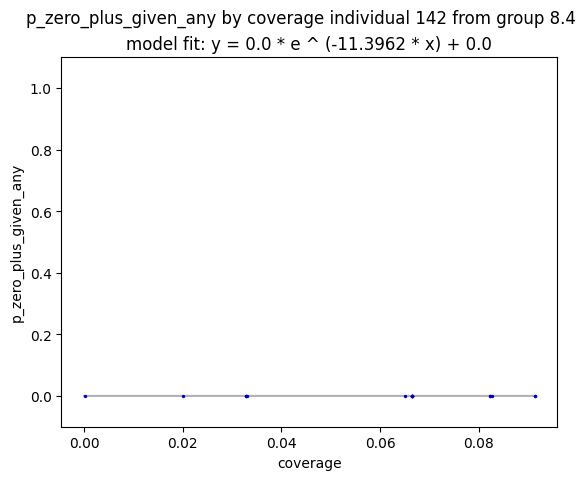 p_zero_plus_given_any by coverage individual 142 from group 8.4
model fit: y = 0.0 * e ^ (-11.3962 * x) + 0.0
1.0
0.8
0.6
0.4
0.2
0.0
p_zero_plus_given_any
0.00 0.02 0.04 0.06 0.08
coverage